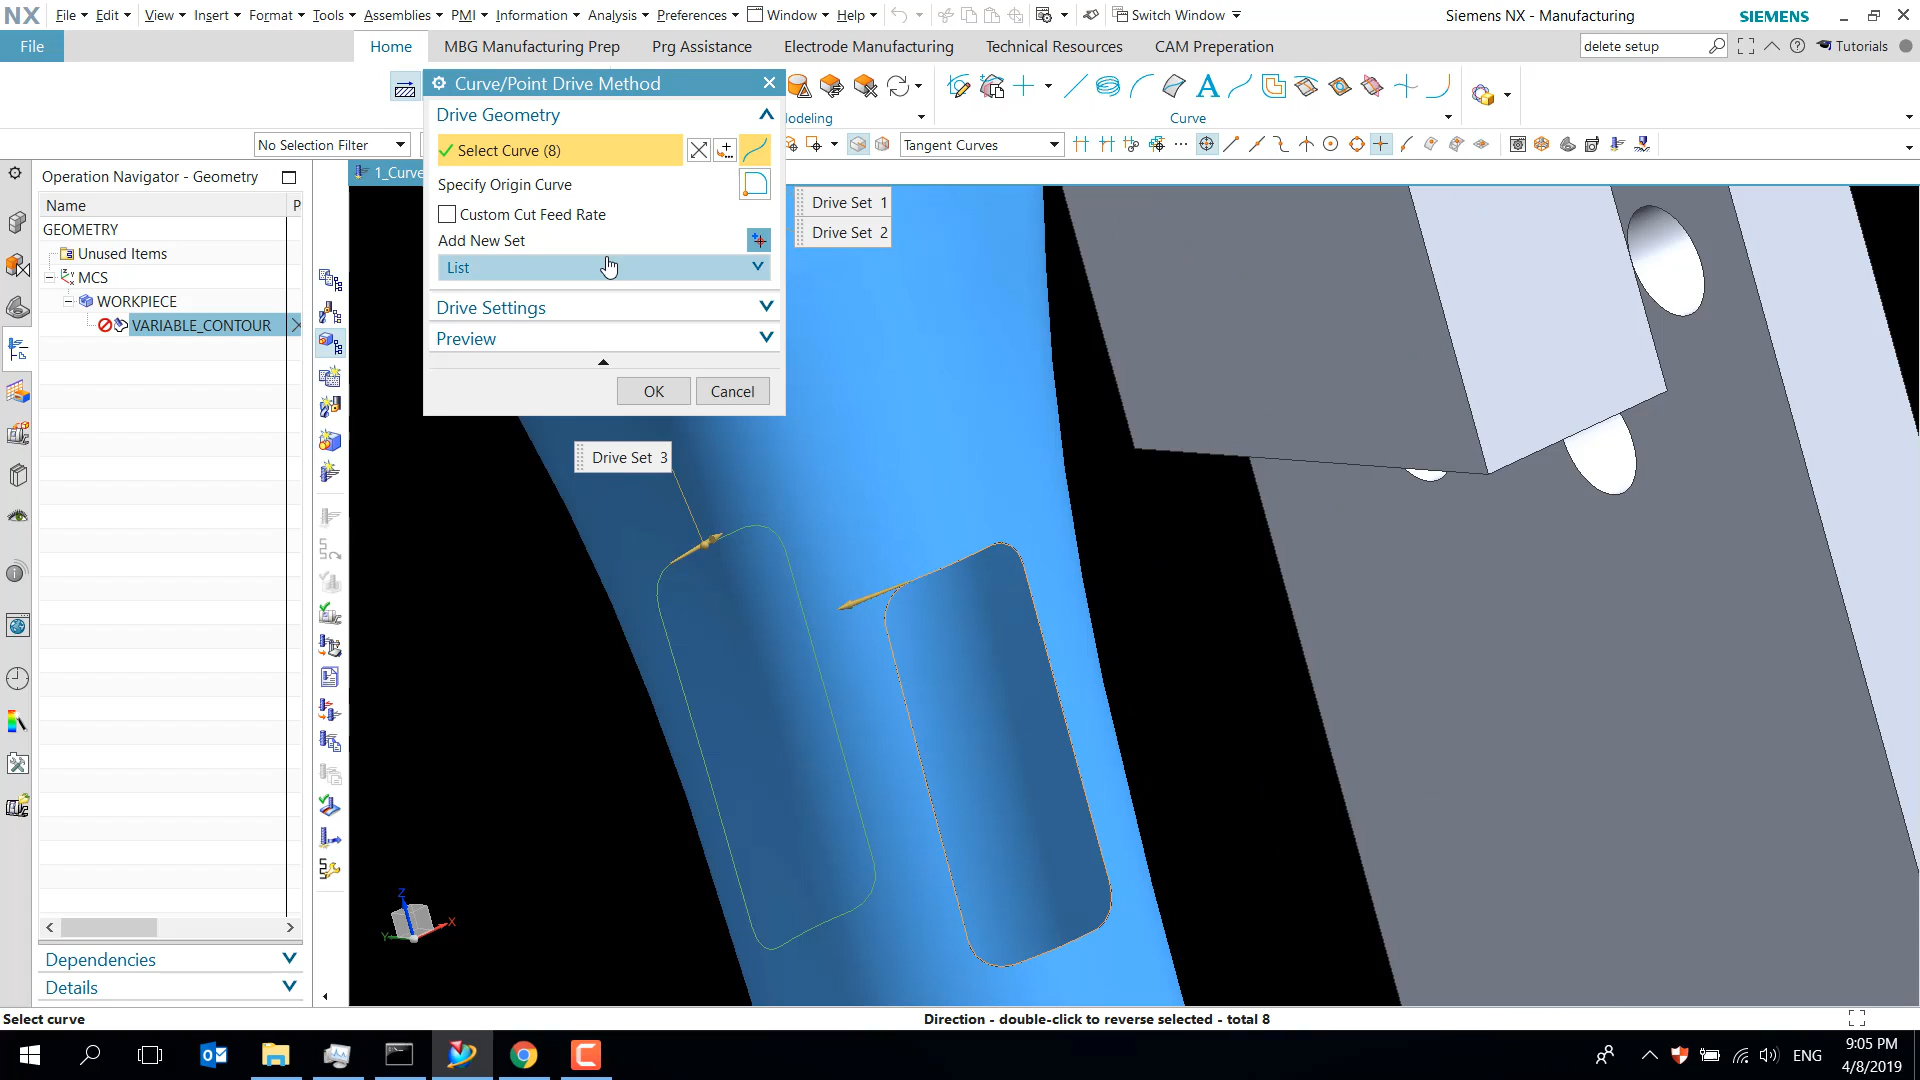 NX File Edit View Insert Format Tools Assemblies PMI Information Analysis Preferences Window Help Switch Window Siemens NX - Manufacturing SIEMENS
File Home MBG Manufacturing Prep Prg Assistance Electrode Manufacturing Technical Resources CAM Preperation delete setup Tutorials
Curve/Point Drive Method
Drive Geometry
Select Curve (8)
Specify Origin Curve
Custom Cut Feed Rate
Add New Set
List
Drive Settings
Preview
OK Cancel
Curve
No Selection Filter
Tangent Curves
Operation Navigator - Geometry
Name P
GEOMETRY
Unused Items
MCS
WORKPIECE
VARIABLE_CONTOUR
Dependencies
Details
1_Curve
Drive Set 1
Drive Set 2
Drive Set 3
Z
X
Y
Select curve
Direction - double-click to reverse selected - total 8
ENG
9:05 PM
4/8/2019